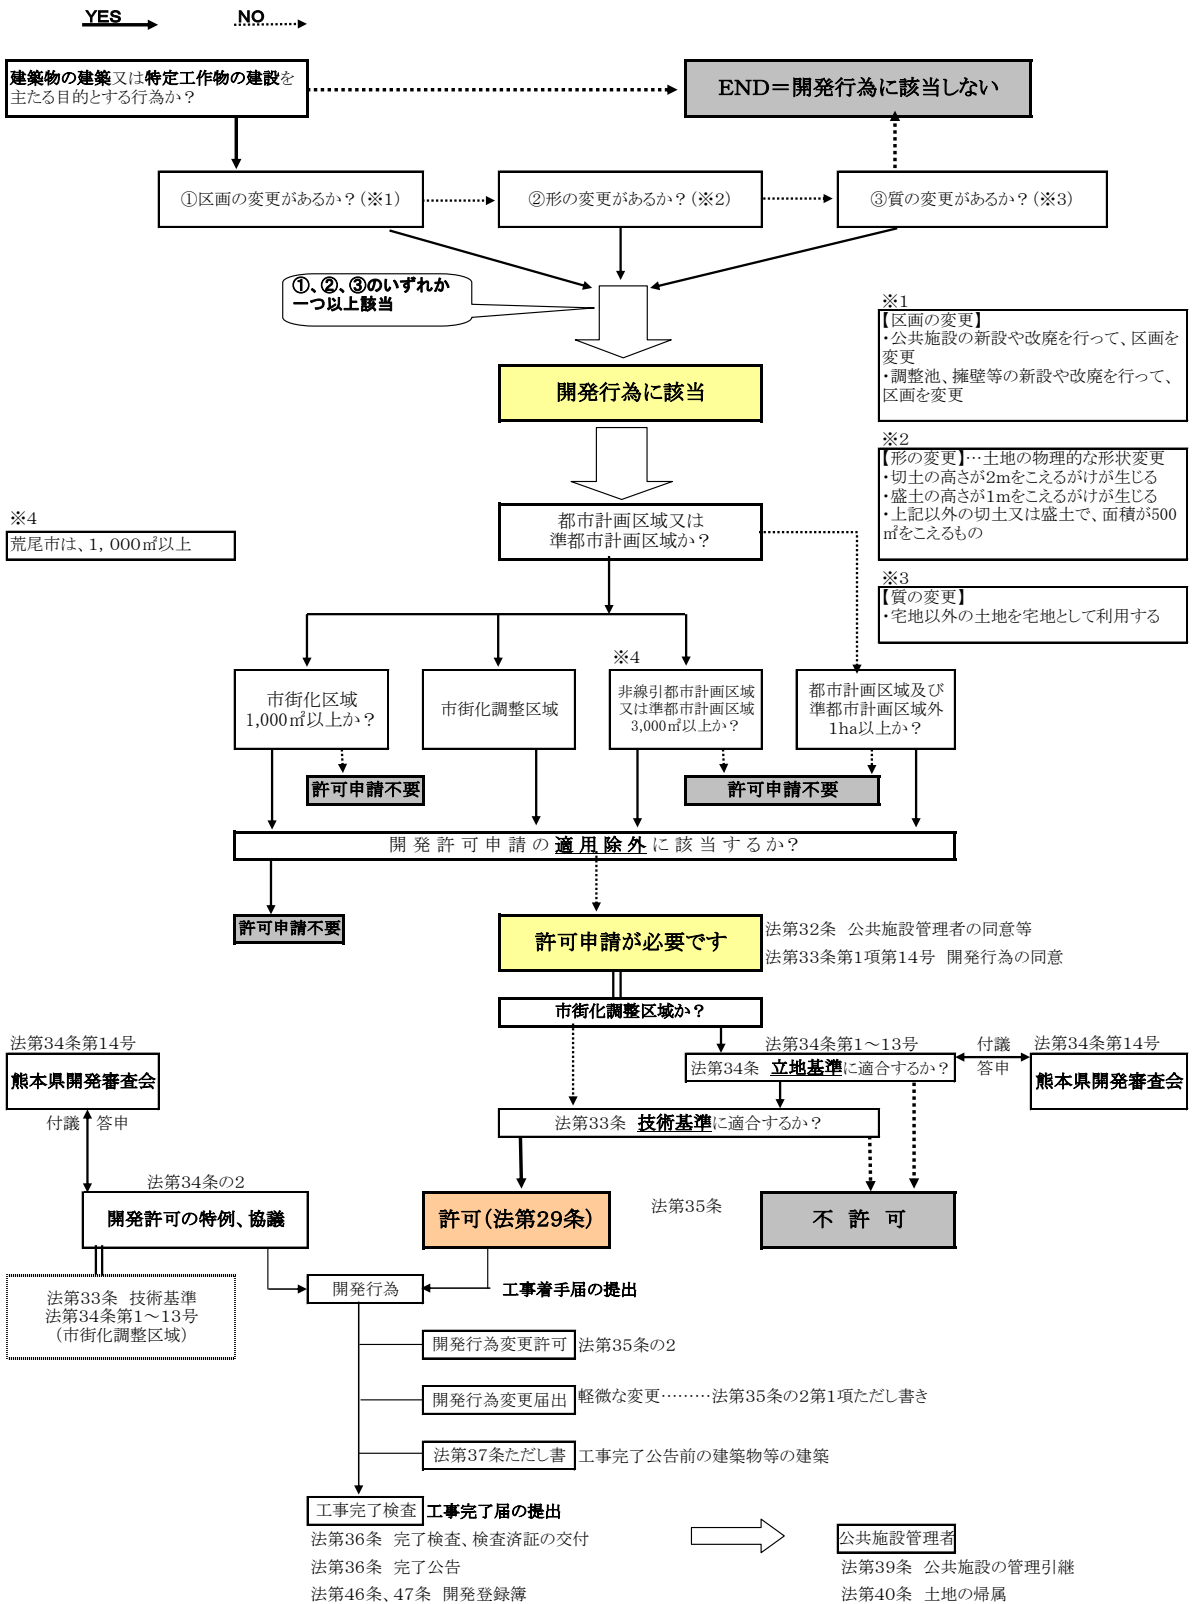 YES
NO
建築物の建築又は特定工作物の建設を
主たる目的とする行為か？
END＝開発行為に該当しない
①区画の変更があるか？（※1）
②形の変更があるか？（※2）
③質の変更があるか？（※3）
①、②、③のいずれか
一つ以上該当
※1
【区画の変更】
・公共施設の新設や改廃を行って、区画を
変更
・調整池、擁壁等の新設や改廃を行って、
区画を変更
開発行為に該当
※2
【形の変更】…土地の物理的な形状変更
・切土の高さが2mをこえるがけが生じる
・盛土の高さが1mをこえるがけが生じる
・上記以外の切土又は盛土で、面積が500
㎡をこえるもの
※4
荒尾市は、1，000㎡以上
都市計画区域又は
準都市計画区域か？
※3
【質の変更】
・宅地以外の土地を宅地として利用する
市街化区域
1,000㎡以上か？
市街化調整区域
※4
非線引都市計画区域
又は準都市計画区域
3,000㎡以上か？
都市計画区域及び
準都市計画区域外
1ha以上か？
許可申請不要
許可申請不要
開発許可申請の適用除外に該当するか？
許可申請不要
許可申請が必要です
法第32条　公共施設管理者の同意等
法第33条第1項第14号　開発行為の同意
市街化調整区域か？
法第34条第14号
熊本県開発審査会
付議　答申
法第34条第1～13号
法第34条　立地基準に適合するか？
付議
答申
法第34条第14号
熊本県開発審査会
法第33条　技術基準に適合するか？
法第34条の2
開発許可の特例、協議
許可（法第29条）
法第35条
不　許　可
法第33条　技術基準
法第34条第1～13号
（市街化調整区域）
開発行為
工事着手届の提出
開発行為変更許可
法第35条の2
開発行為変更届出
軽微な変更………法第35条の2第1項ただし書き
法第37条ただし書
工事完了公告前の建築物等の建築
工事完了検査
工事完了届の提出
法第36条　完了検査、検査済証の交付
法第36条　完了公告
法第46条、47条　開発登録簿
公共施設管理者
法第39条　公共施設の管理引継
法第40条　土地の帰属